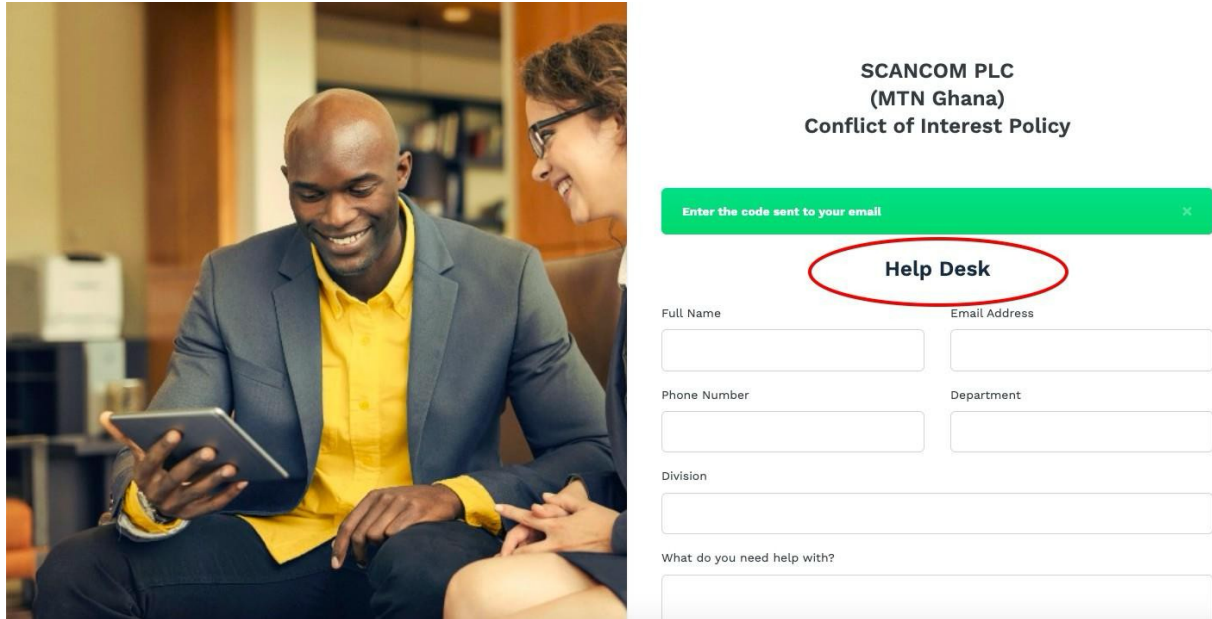 SCANCOM PLC
(MTN Ghana)
Conflict of Interest Policy
Enter the code sent to your email ×
Help Desk
Full Name Email Address
Phone Number Department
Division
What do you need help with?